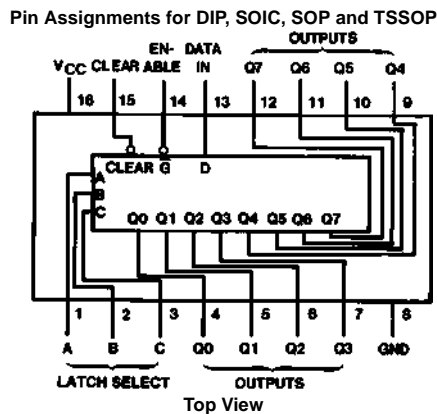 Pin Assignments for DIP, SOIC, SOP and TSSOP
OUTPUTS
EN- DATA
VCC CLEAR ABLE IN Q7 Q6 Q5 Q4
16 15 14 13 12 11 10 9
CLEAR G D
A
B
C
Q0 Q1 Q2 Q3 Q4 Q5 Q6 Q7
1 2 3 4 5 6 7 8
A B C Q0 Q1 Q2 Q3 GND
LATCH SELECT OUTPUTS
Top View